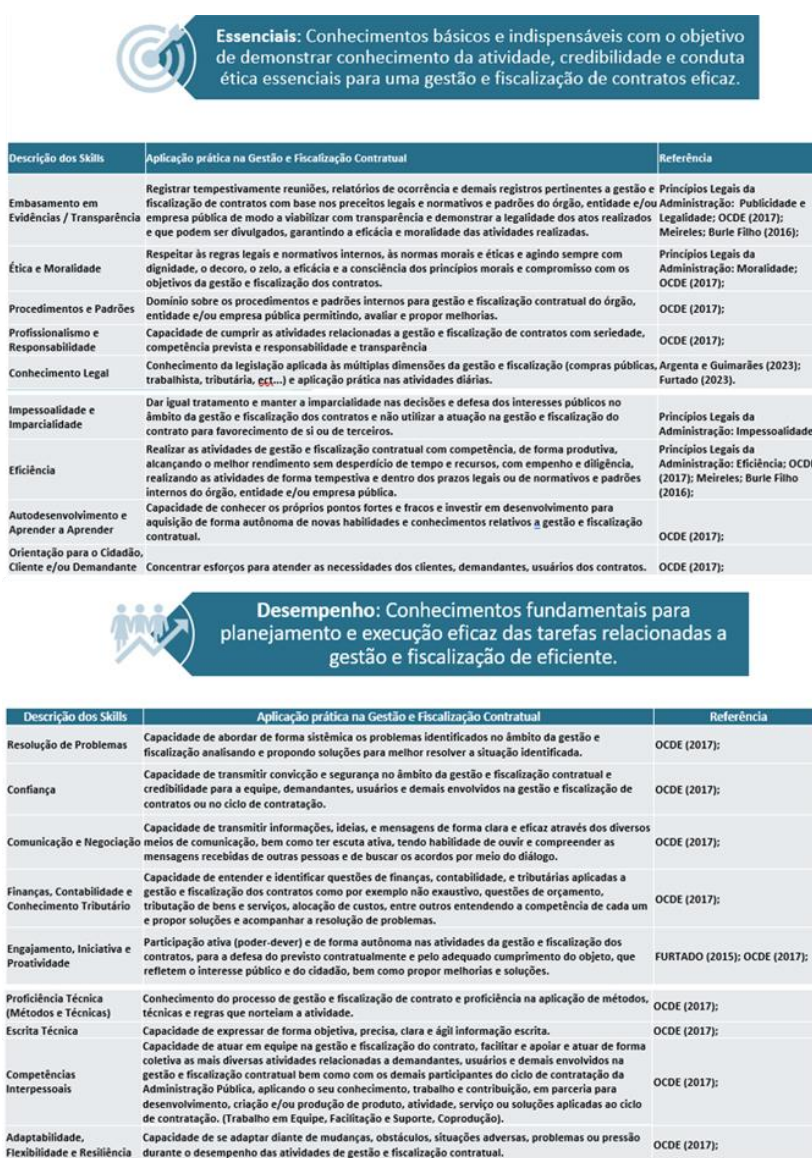 Essenciais: Conhecimentos básicos e indispensáveis com o objetivo
de demonstrar conhecimento da atividade, credibilidade e conduta
ética essenciais para uma gestão e fiscalização de contratos eficaz.
Descrição dos Skills Aplicação prática na Gestão e Fiscalização Contratual Referência
Embasamento em
Evidências / Transparência
Registrar tempestivamente reuniões, relatórios de ocorrência e demais registros pertinentes a gestão e
fiscalização de contratos com base nos preceitos legais e normativos e padrões do órgão, entidade e/ou
empresa pública de modo a viabilizar com transparência e demonstrar a legalidade dos atos realizados
e que podem ser divulgados, garantindo a eficácia e moralidade das atividades realizadas.
Princípios Legais da
Administração: Publicidade e
Legalidade; OCDE (2017);
Meireles; Burle Filho (2016);
Ética e Moralidade
Respeitar às regras legais e normativos internos, às normas morais e éticas e agindo sempre com
dignidade, o decoro, o zelo, a eficácia e a consciência dos princípios morais e compromisso com os
objetivos da gestão e fiscalização dos contratos.
Princípios Legais da
Administração: Moralidade;
OCDE (2017);
Procedimentos e Padrões
Domínio sobre os procedimentos e padrões internos para gestão e fiscalização contratual do órgão,
entidade e/ou empresa pública permitindo, avaliar e propor melhorias.
OCDE (2017);
Profissionalismo e
Responsabilidade
Capacidade de cumprir as atividades relacionadas a gestão e fiscalização de contratos com seriedade,
competência prevista e responsabilidade e transparência
OCDE (2017);
Conhecimento Legal
Conhecimento da legislação aplicada às múltiplas dimensões da gestão e fiscalização (compras públicas,
trabalhista, tributária, ect...) e aplicação prática nas atividades diárias.
Argenta e Guimarães (2023);
Furtado (2023).
Impessoalidade e
Imparcialidade
Dar igual tratamento e manter a imparcialidade nas decisões e defesa dos interesses públicos no
âmbito da gestão e fiscalização dos contratos e não utilizar a atuação na gestão e fiscalização do
contrato para favorecimento de si ou de terceiros.
Princípios Legais da
Administração: Impessoalidade
Eficiência
Realizar as atividades de gestão e fiscalização contratual com competência, de forma produtiva,
alcançando o melhor rendimento sem desperdício de tempo e recursos, com empenho e diligência,
realizando as atividades de forma tempestiva e dentro dos prazos legais ou de normativos e padrões
internos do órgão, entidade e/ou empresa pública.
Princípios Legais da
Administração: Eficiência; OCDE
(2017); Meireles; Burle Filho
(2016);
Autodesenvolvimento e
Aprender a Aprender
Capacidade de conhecer os próprios pontos fortes e fracos e investir em desenvolvimento para
aquisição de forma autônoma de novas habilidades e conhecimentos relativos a gestão e fiscalização
contratual.
OCDE (2017);
Orientação para o Cidadão,
Cliente e/ou Demandante
Concentrar esforços para atender as necessidades dos clientes, demandantes, usuários dos contratos.
OCDE (2017);
Desempenho: Conhecimentos fundamentais para
planejamento e execução eficaz das tarefas relacionadas a
gestão e fiscalização de eficiente.
Descrição dos Skills Aplicação prática na Gestão e Fiscalização Contratual Referência
Resolução de Problemas
Capacidade de abordar de forma sistêmica os problemas identificados no âmbito da gestão e
fiscalização analisando e propondo soluções para melhor resolver a situação identificada.
OCDE (2017);
Confiança
Capacidade de transmitir convicção e segurança no âmbito da gestão e fiscalização contratual e
credibilidade para a equipe, demandantes, usuários e demais envolvidos na gestão e fiscalização de
contratos ou no ciclo de contratação.
OCDE (2017);
Comunicação e Negociação
Capacidade de transmitir informações, ideias, e mensagens de forma clara e eficaz através dos diversos
meios de comunicação, bem como ter escuta ativa, tendo habilidade de ouvir e compreender as
mensagens recebidas de outras pessoas e de buscar os acordos por meio do diálogo.
OCDE (2017);
Finanças, Contabilidade e
Conhecimento Tributário
Capacidade de entender e identificar questões de finanças, contabilidade, e tributárias aplicadas a
gestão e fiscalização dos contratos como por exemplo não exaustivo, questões de orçamento,
tributação de bens e serviços, alocação de custos, entre outros entendendo a competência de cada um
e propor soluções e acompanhar a resolução de problemas.
OCDE (2017);
Engajamento, Iniciativa e
Proatividade
Participação ativa (poder-dever) e de forma autônoma nas atividades da gestão e fiscalização dos
contratos, para a defesa do previsto contratualmente e pelo adequado cumprimento do objeto, que
refletem o interesse público e do cidadão, bem como propor melhorias e soluções.
FURTADO (2015); OCDE (2017);
Proficiência Técnica
(Métodos e Técnicas)
Conhecimento do processo de gestão e fiscalização de contrato e proficiência na aplicação de métodos,
técnicas e regras que norteiam a atividade.
OCDE (2017);
Escrita Técnica
Capacidade de expressar de forma objetiva, precisa, clara e ágil informação escrita.
OCDE (2017);
Competências
Interpessoais
Capacidade de atuar em equipe na gestão e fiscalização do contrato, facilitar e apoiar e atuar de forma
coletiva as mais diversas atividades relacionadas a demandantes, usuários e demais envolvidos na
gestão e fiscalização contratual bem como com os demais participantes do ciclo de contratação da
Administração Pública, aplicando o seu conhecimento, trabalho e contribuição, em parceria para
desenvolvimento, criação e/ou produção de produto, atividade, serviço ou soluções aplicadas ao ciclo
de contratação. (Trabalho em Equipe, Facilitação e Suporte, Coprodução).
OCDE (2017);
Adaptabilidade,
Flexibilidade e Resiliência
Capacidade de se adaptar diante de mudanças, obstáculos, situações adversas, problemas ou pressão
durante o desempenho das atividades de gestão e fiscalização contratual.
OCDE (2017);